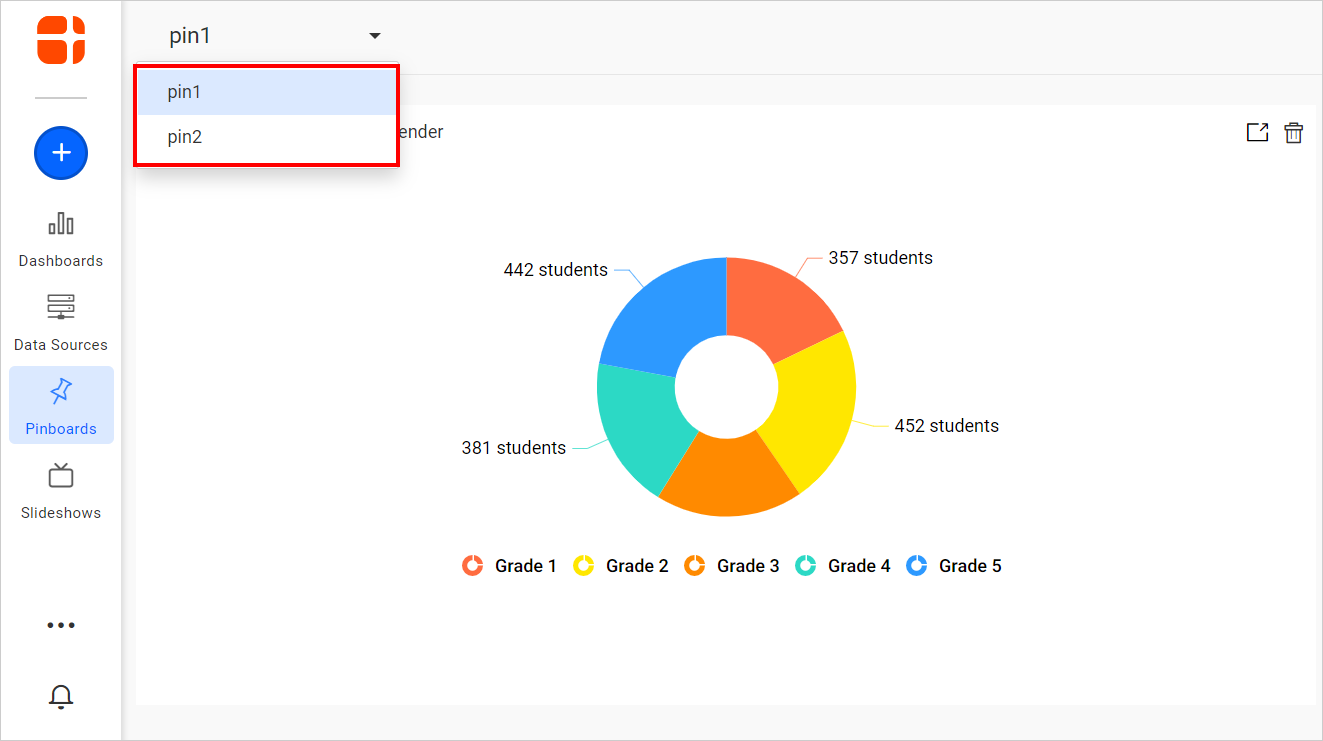 pin1
pin1
pin2
ender
Dashboards
Data Sources
Pinboards
Slideshows
442 students
357 students
452 students
381 students
Grade 1
Grade 2
Grade 3
Grade 4
Grade 5